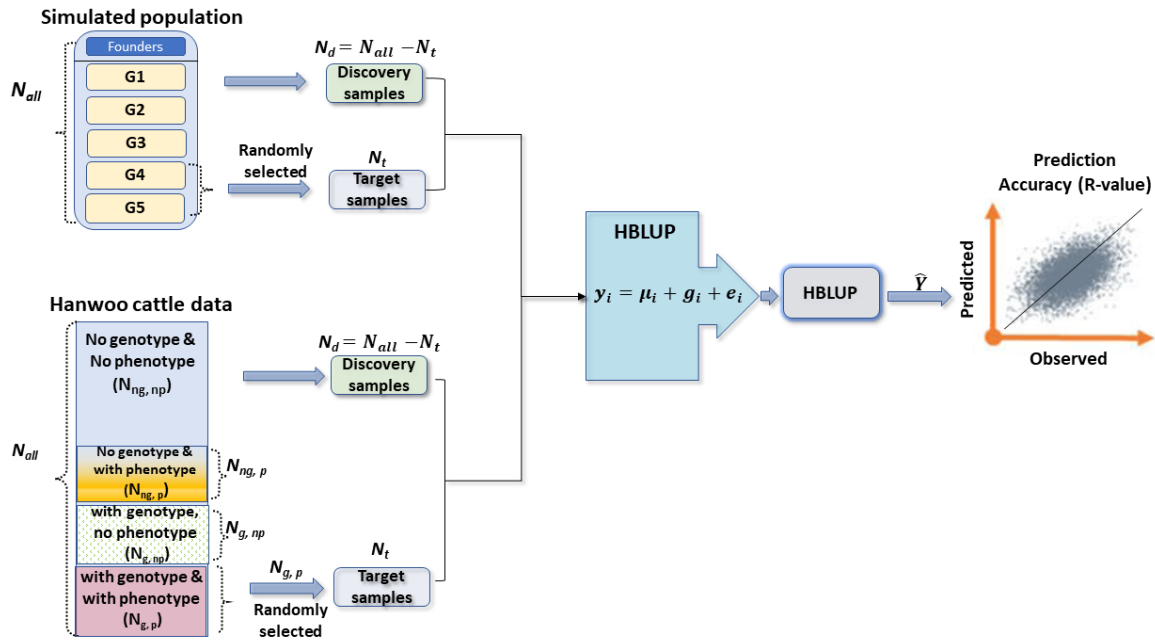 Simulated population
Founders
G1
G2
G3
G4
G5
N_all
N_d = N_all − N_t
Discovery
samples
Randomly
selected
N_t
Target
samples
Hanwoo cattle data
No genotype &
No phenotype
(N_ng, np)
No genotype &
with phenotype
(N_ng, p)
with genotype,
no phenotype
(N_g, np)
with genotype &
with phenotype
(N_g, p)
N_all
N_ng, p
N_g, np
N_d = N_all − N_t
Discovery
samples
N_g, p
Randomly
selected
N_t
Target
samples
HBLUP
y_i = μ_i + g_i + e_i
HBLUP
Ŷ
Prediction
Accuracy (R-value)
Predicted
Observed